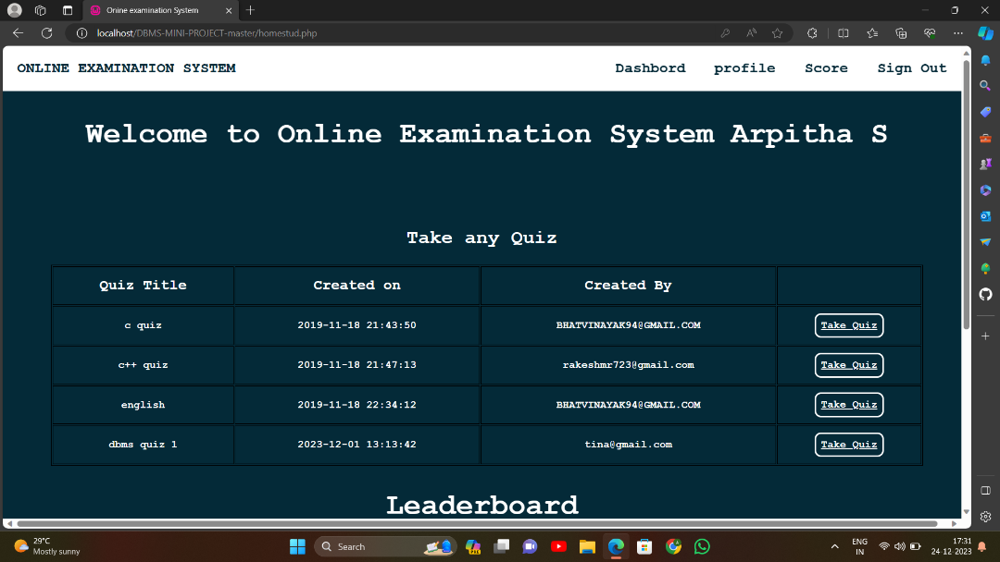 Onine examination System
localhost/DBMS-MINI-PROJECT-master/homestud.php
ONLINE EXAMINATION SYSTEM Dashbord profile Score Sign Out
Welcome to Online Examination System Arpitha S
Take any Quiz
Quiz Title Created on Created By
c quiz 2019-11-18 21:43:50 BHATVINAYAK94@GMAIL.COM Take Quiz
c++ quiz 2019-11-18 21:47:13 rakeshmr723@gmail.com Take Quiz
english 2019-11-18 22:34:12 BHATVINAYAK94@GMAIL.COM Take Quiz
dbms quiz 1 2023-12-01 13:13:42 tina@gmail.com Take Quiz
Leaderboard
29°C
Mostly sunny
Search
ENG
IN
17:31
24-12-2023